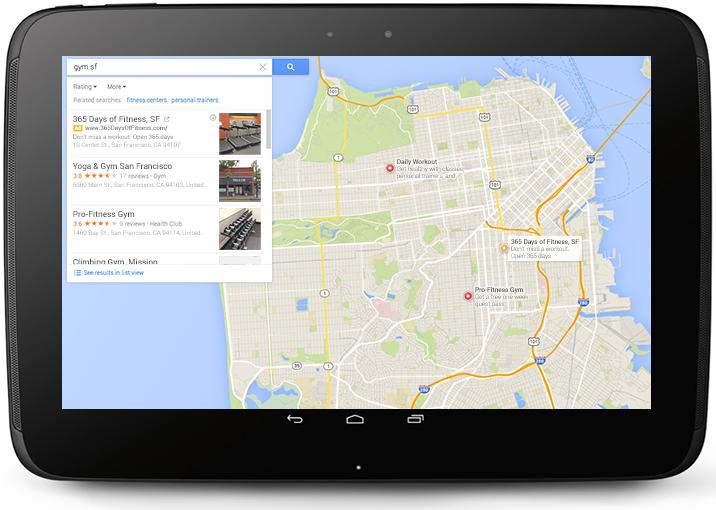 gym sf
Rating
More
Related searches: fitness centers · personal trainers
365 Days of Fitness, SF
Ad www.365DaysOfFitness.com/
Don't miss a workout. Open 365 days
19 Center St., San Francisco, CA 94107
Yoga & Gym San Francisco
3.8 17 reviews · Gym
5000 Main St., San Francisco, CA 94103, United...
Pro-Fitness Gym
3.6 9 reviews · Health Club
1400 Bay St., San Francisco, CA 94114, United...
Climbing Gym, Mission
See results in list view
101
101
1
Daily Workout
Get healthy with classes,
personal trainers, and
80
101
365 Days of Fitness, SF
Don't miss a workout.
Open 365 days
Pro-Fitness Gym
Get a free one week
guest pass
1
280
101
35
1
280
280